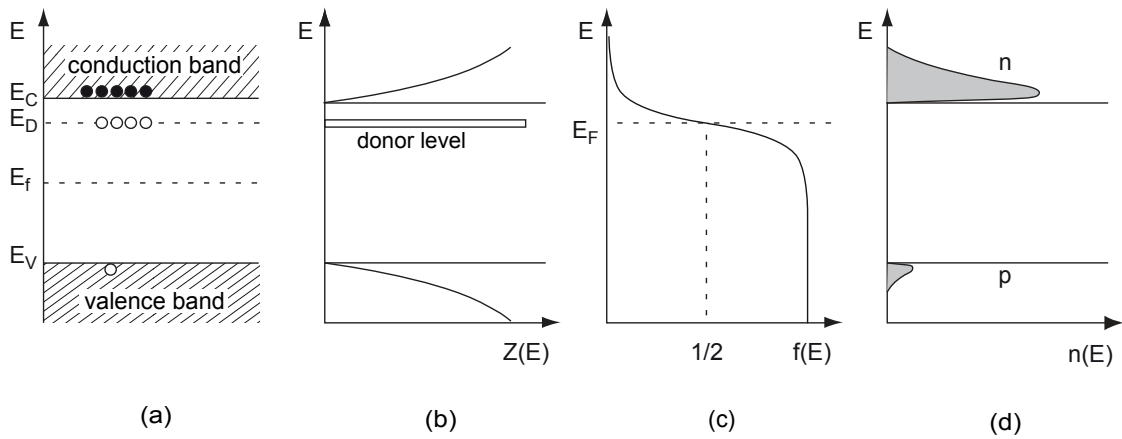 E
conduction band
E_C
E_D
E_f
E_V
valence band
(a)
E
donor level
Z(E)
(b)
E
E_F
1/2
f(E)
(c)
E
n
p
n(E)
(d)